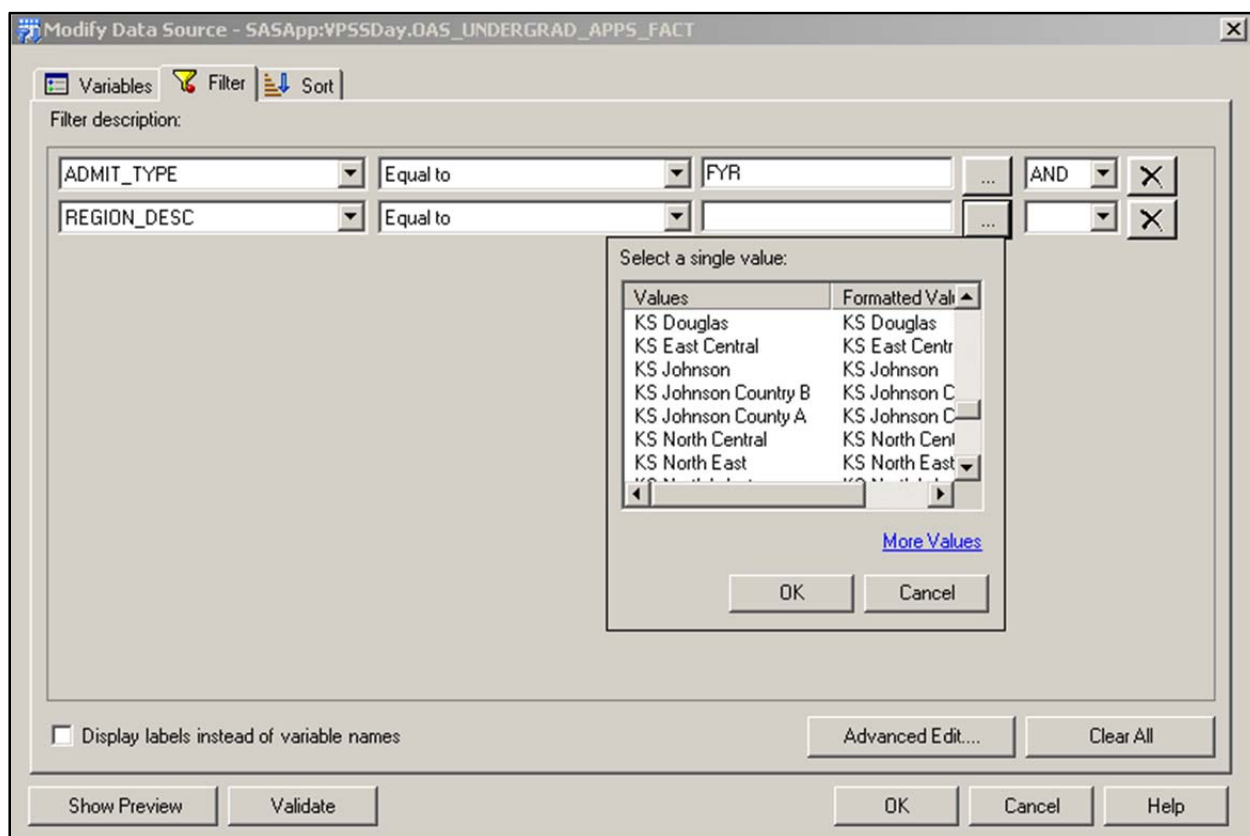 Modify Data Source - SASApp:VPSSDay.OAS_UNDERGRAD_APPS_FACT
Variables Filter Sort
Filter description:
ADMIT_TYPE Equal to FYR ... AND
REGION_DESC Equal to ...
Select a single value:
Values Formatted Val
KS Douglas KS Douglas
KS East Central KS East Centr
KS Johnson KS Johnson
KS Johnson Country B KS Johnson C
KS Johnson County A KS Johnson C
KS North Central KS North Cent
KS North East KS North East
More Values
OK Cancel
Display labels instead of variable names Advanced Edit.... Clear All
Show Preview Validate OK Cancel Help